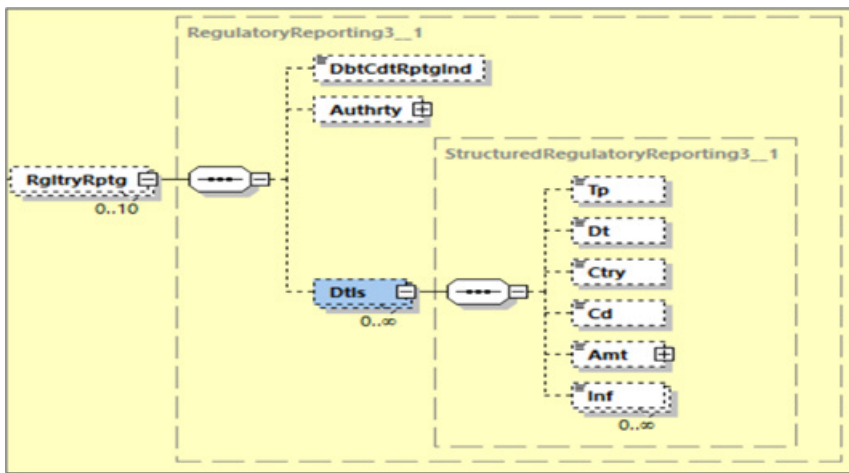 RegulatoryReporting3__1
DbtCdtRptgInd
Authrty
StructuredRegulatoryReporting3__1
RgltryRptg
0..10
Tp
Dt
Ctry
Dtls
0..∞
Cd
Amt
Inf
0..∞